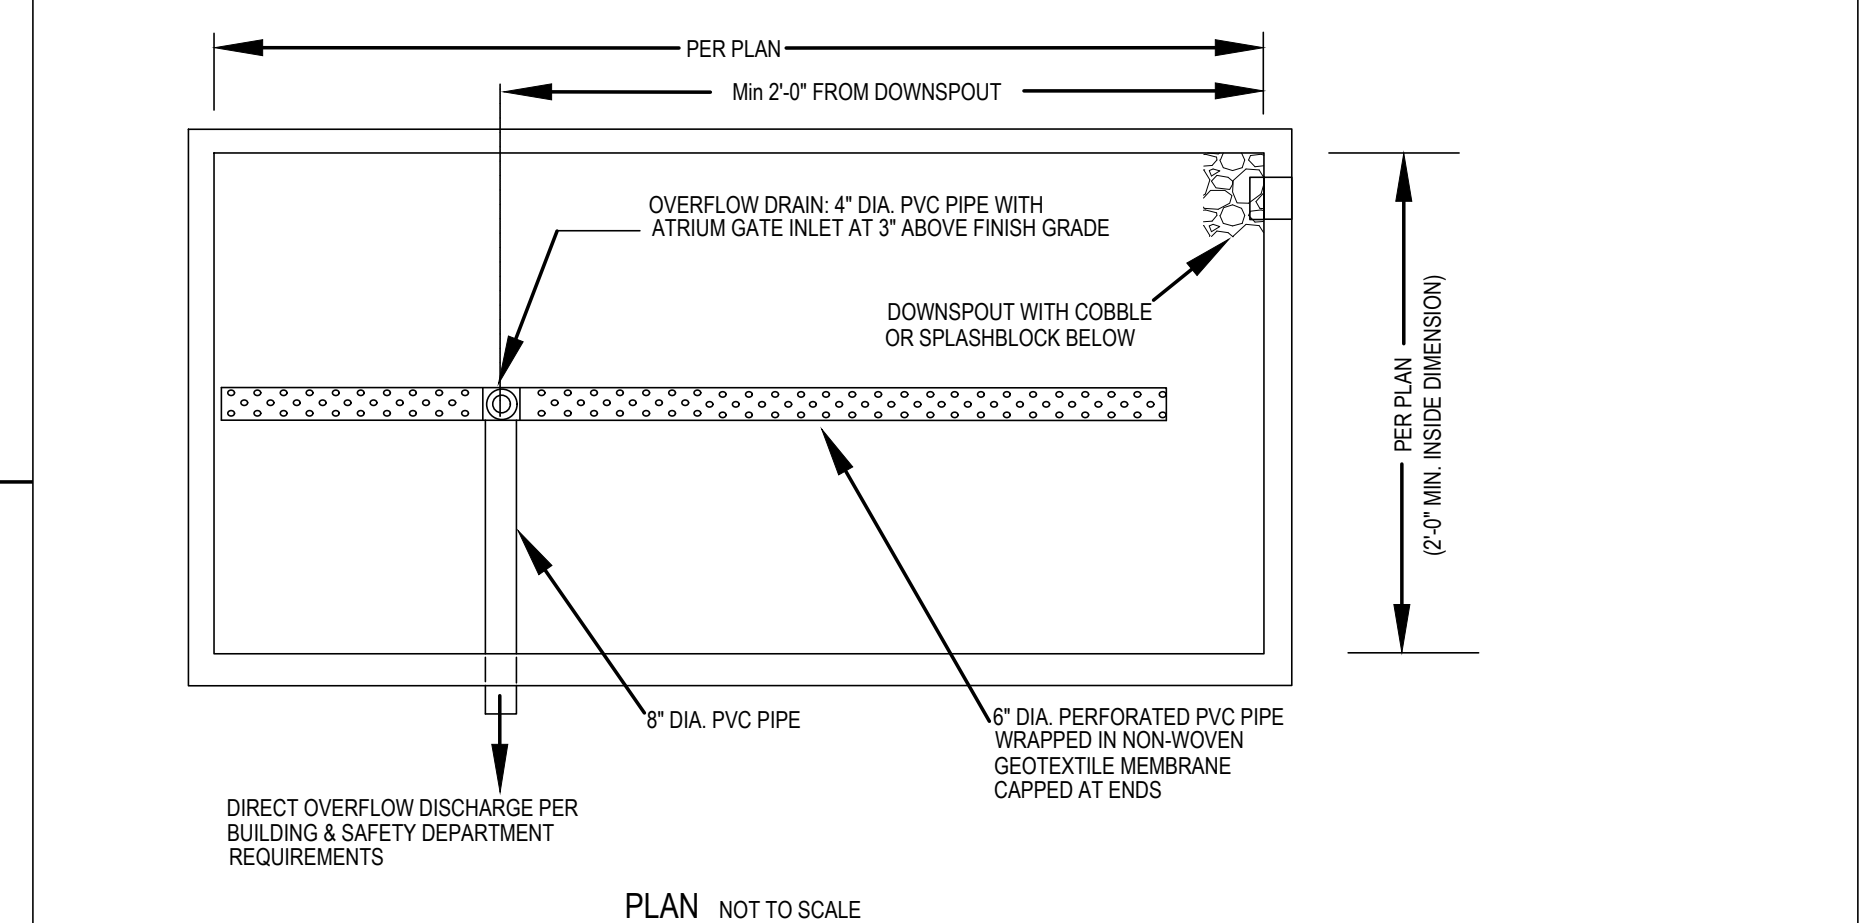 PER PLAN
Min 2'-0" FROM DOWNSPOUT
OVERFLOW DRAIN: 4" DIA. PVC PIPE WITH
ATRIUM GATE INLET AT 3" ABOVE FINISH GRADE
DOWNSPOUT WITH COBBLE
OR SPLASHBLOCK BELOW
PER PLAN
(2'-0" MIN. INSIDE DIMENSION)
8" DIA. PVC PIPE
6" DIA. PERFORATED PVC PIPE
WRAPPED IN NON-WOVEN
GEOTEXTILE MEMBRANE
CAPPED AT ENDS
DIRECT OVERFLOW DISCHARGE PER
BUILDING & SAFETY DEPARTMENT
REQUIREMENTS
PLAN NOT TO SCALE